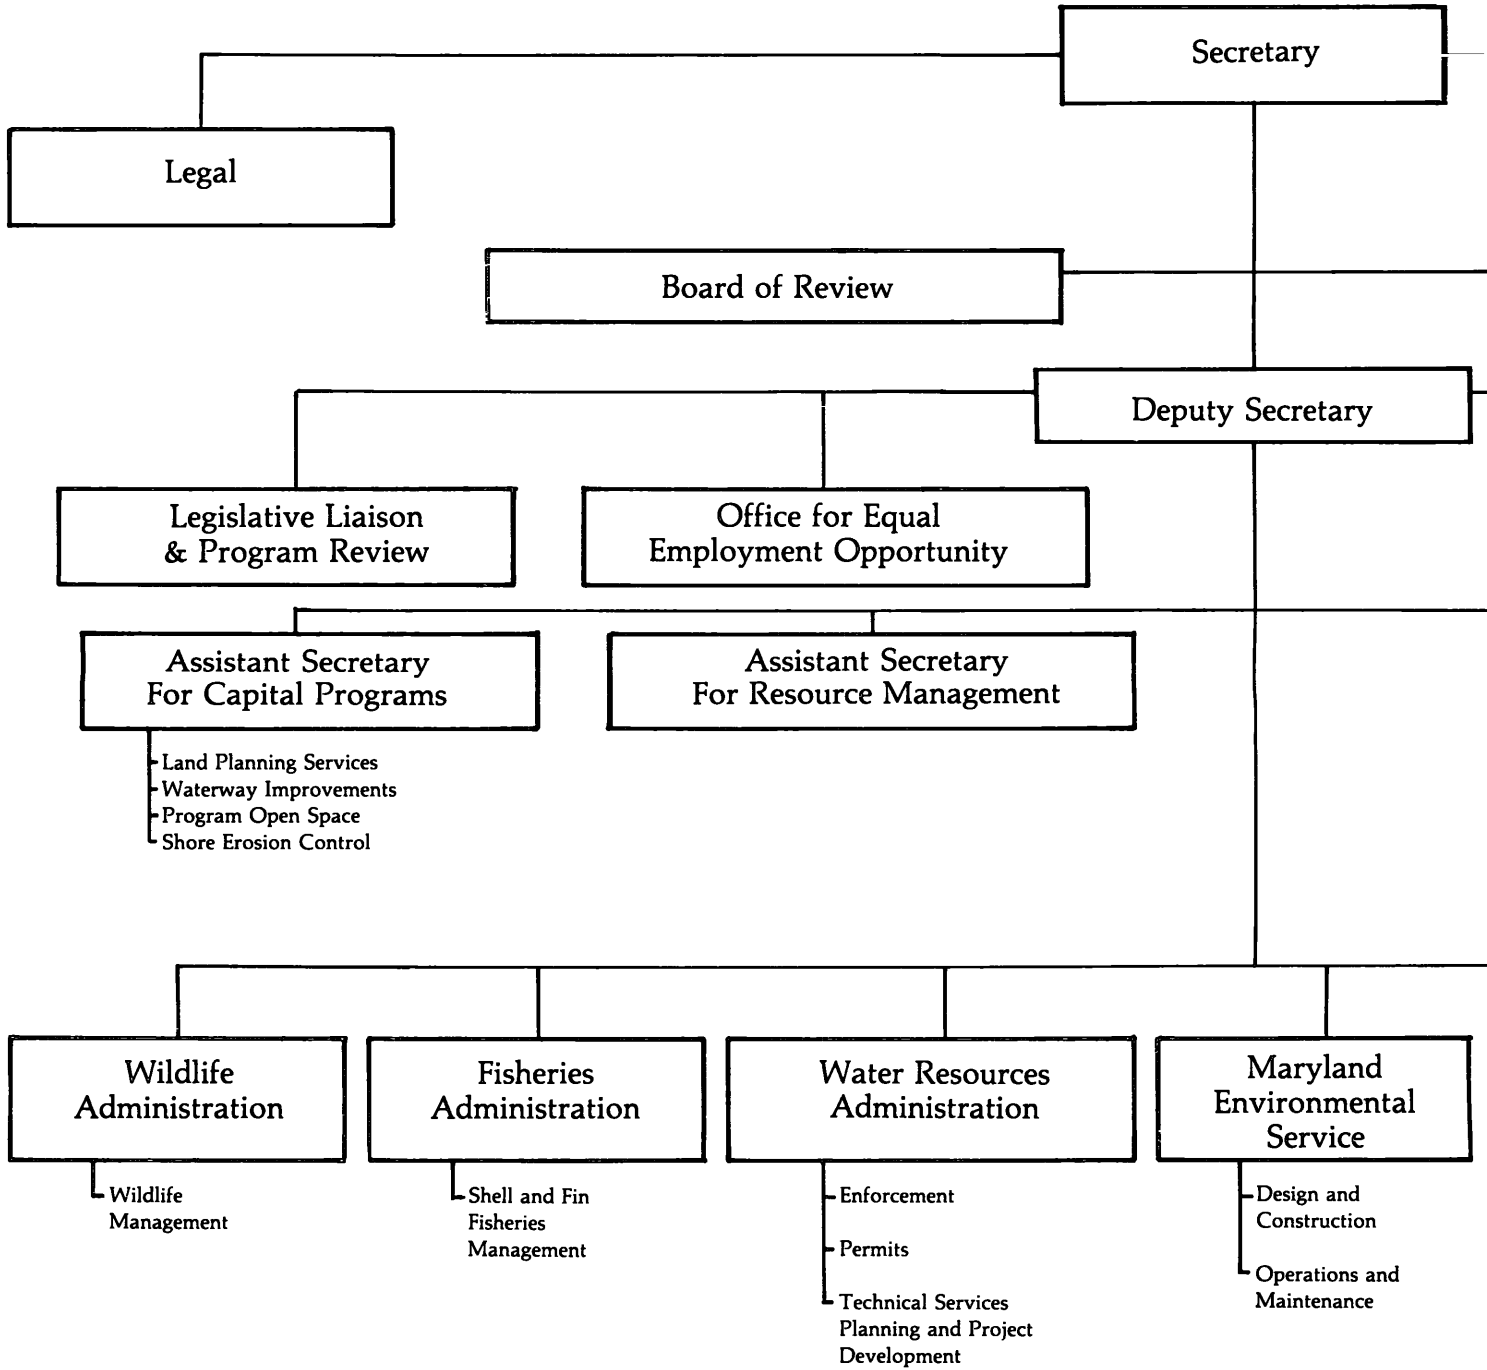 Secretary
Legal
Board of Review
Deputy Secretary
Legislative Liaison
& Program Review
Office for Equal
Employment Opportunity
Assistant Secretary
For Capital Programs
Land Planning Services
Waterway Improvements
Program Open Space
Shore Erosion Control
Assistant Secretary
For Resource Management
Wildlife
Administration
Wildlife
Management
Fisheries
Administration
Shell and Fin
Fisheries
Management
Water Resources
Administration
Enforcement
Permits
Technical Services
Planning and Project
Development
Maryland
Environmental
Service
Design and
Construction
Operations and
Maintenance